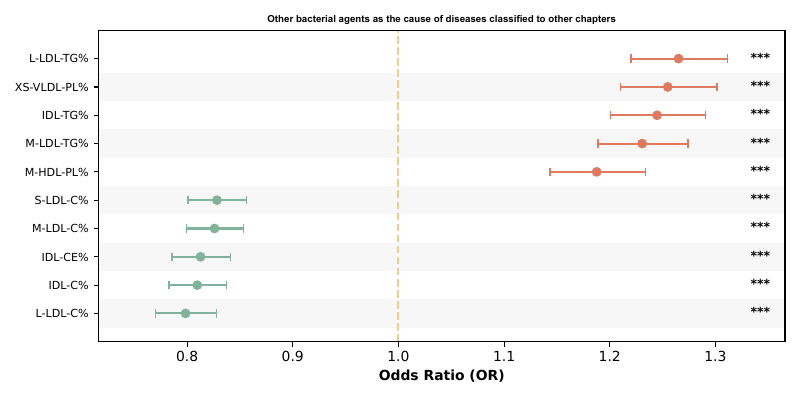 Other bacterial agents as the cause of diseases classified to other chapters
L-LDL-TG% ***
XS-VLDL-PL% ***
IDL-TG% ***
M-LDL-TG% ***
M-HDL-PL% ***
S-LDL-C% ***
M-LDL-C% ***
IDL-CE% ***
IDL-C% ***
L-LDL-C% ***
0.8 0.9 1.0 1.1 1.2 1.3
Odds Ratio (OR)